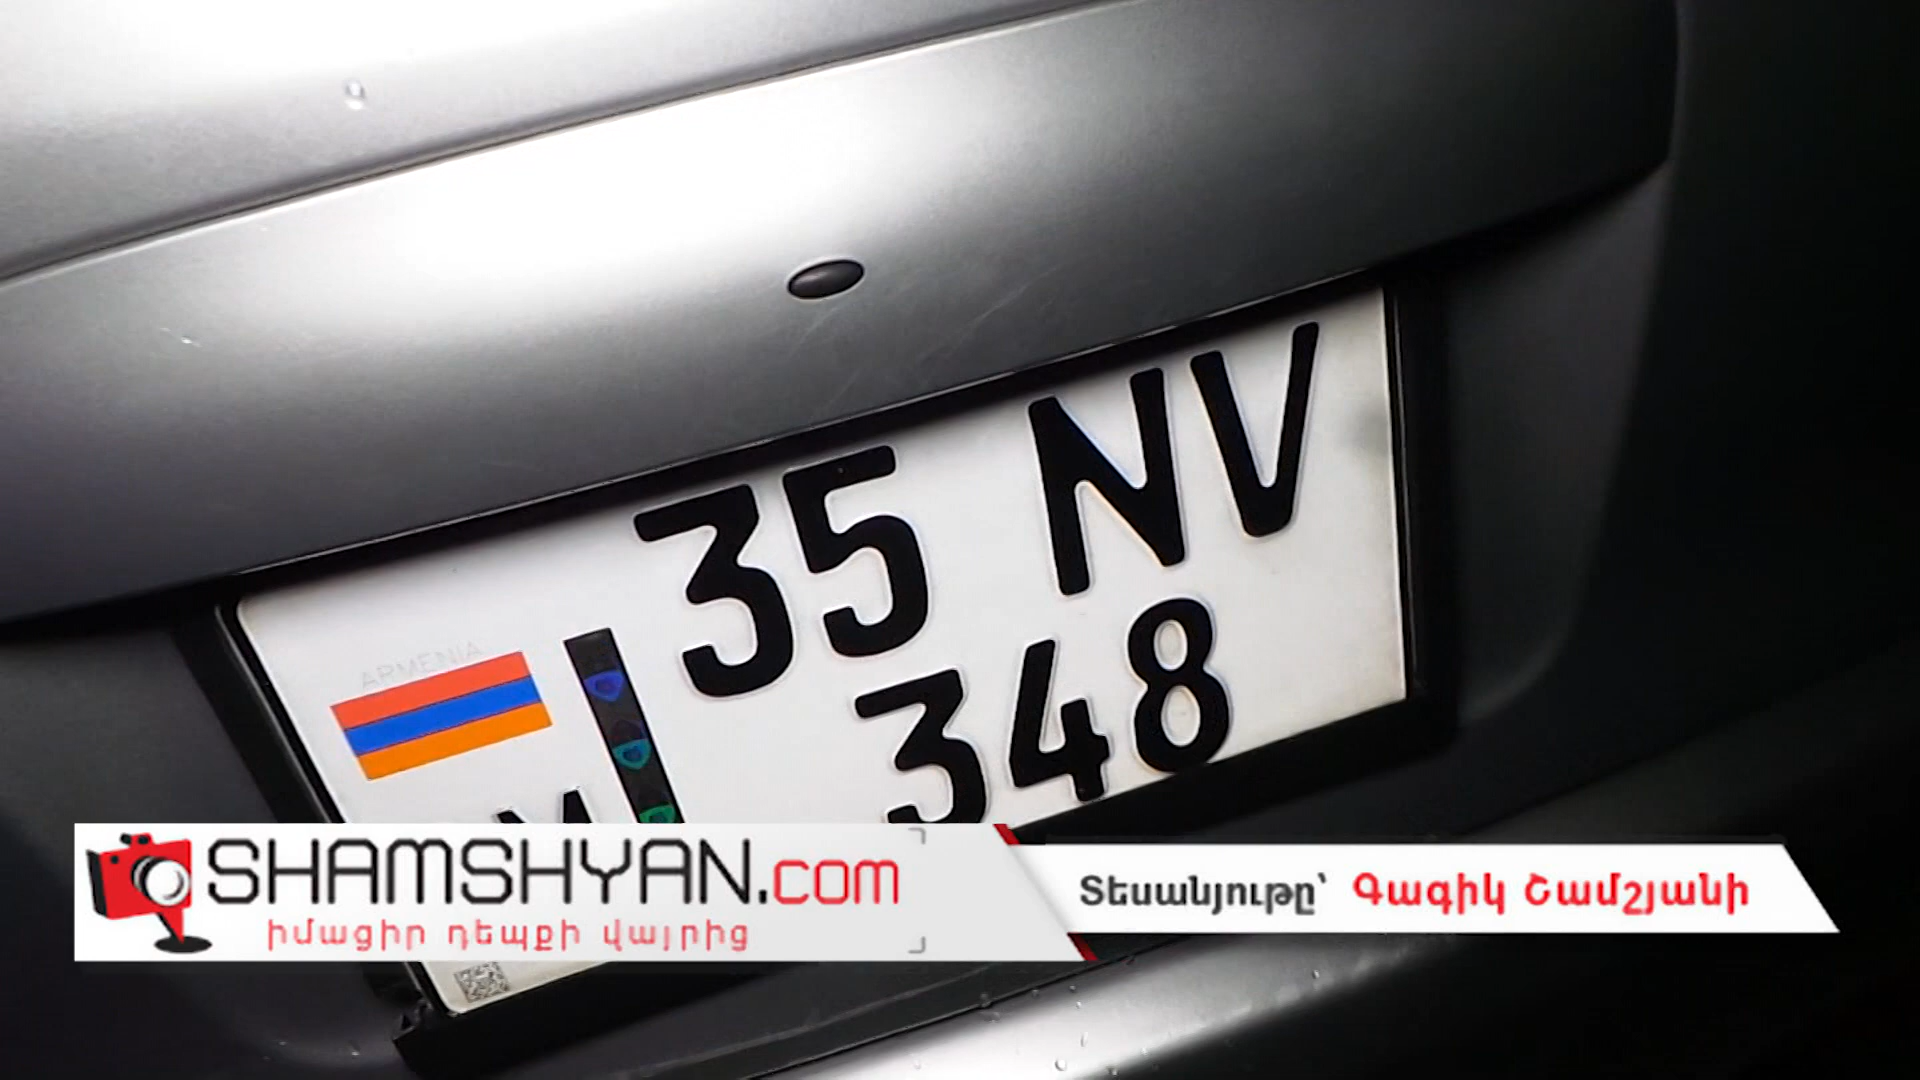 35 NV
ARMENIA
348
SHAMSHYAN.com
իմացիր դեպքի վայրից
Տեսանյութը՝ Գագիկ Շամշյանի